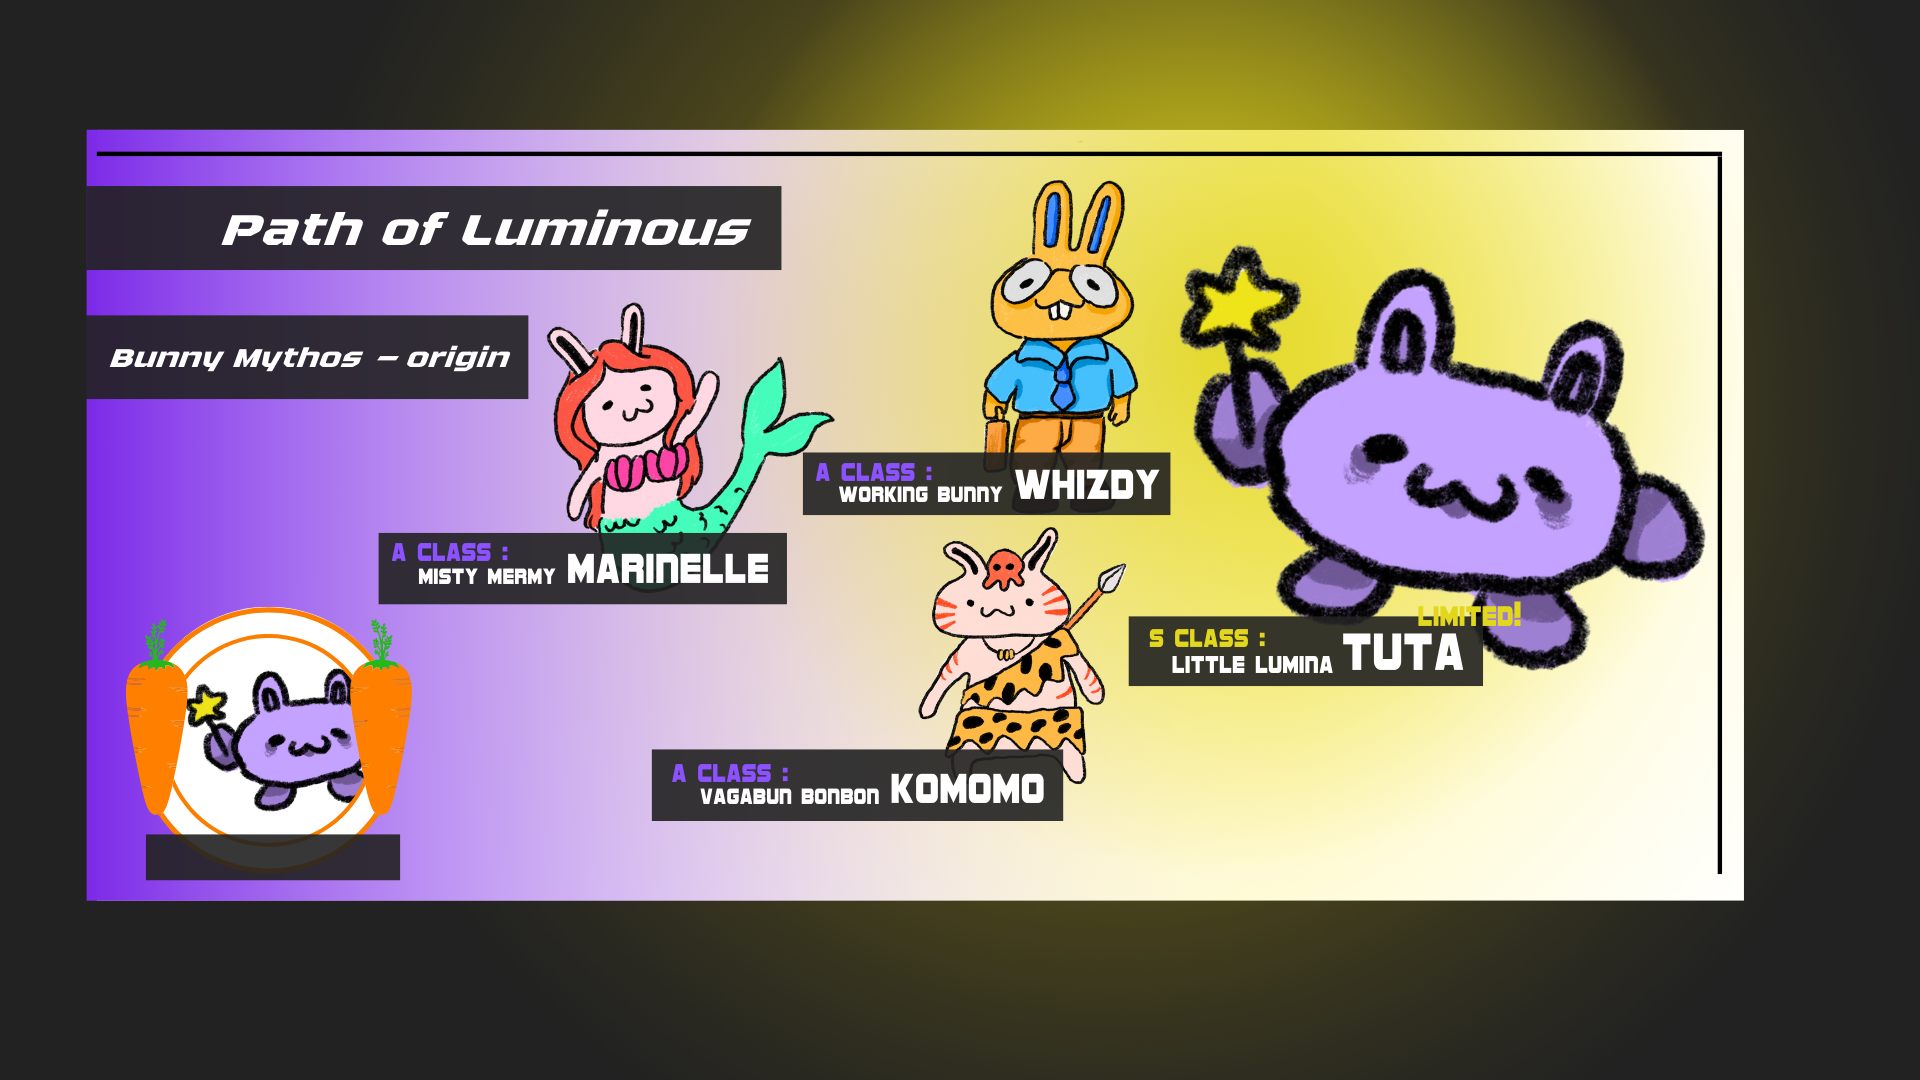 Path of Luminous
Bunny Mythos - origin
A CLASS :
WORKING BUNNY WHIZDY
A CLASS :
MISTY MERMY MARINELLE
LIMITED!
S CLASS :
LITTLE LUMINA TUTA
A CLASS :
VAGABUN BONBON KOMOMO